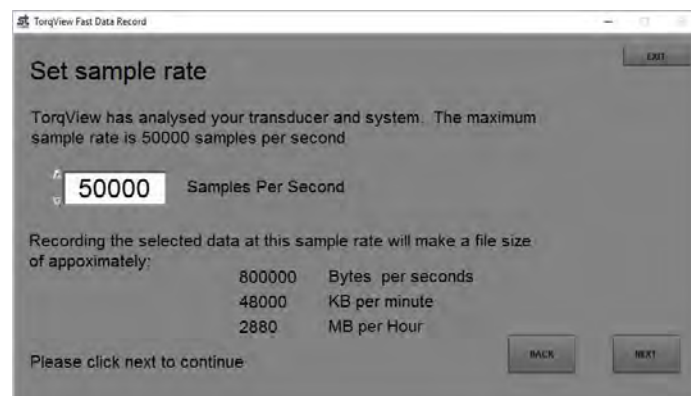 TorqView Fast Data Record
EXIT
Set sample rate
TorqView has analysed your transducer and system. The maximum
sample rate is 50000 samples per second
50000 Samples Per Second
Recording the selected data at this sample rate will make a file size
of appoximately:
800000 Bytes per seconds
48000 KB per minute
2880 MB per Hour
Please click next to continue
BACK
NEXT